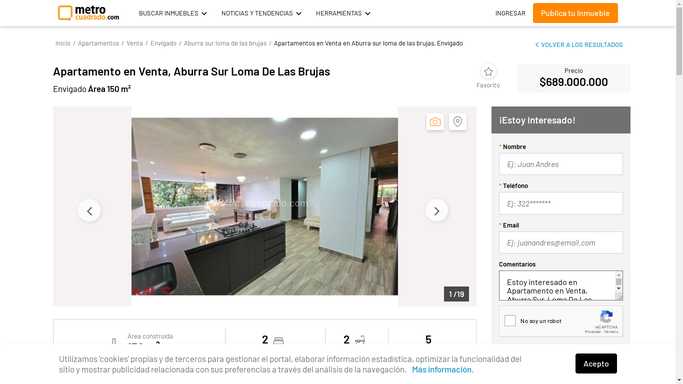 metro
cuadrado.com
BUSCAR INMUEBLES
NOTICIAS Y TENDENCIAS
HERRAMIENTAS
INGRESAR
Publica tu Inmueble
Inicio / Apartamentos / Venta / Envigado / Aburra sur loma de las brujas / Apartamentos en Venta en Aburra sur loma de las brujas, Envigado
VOLVER A LOS RESULTADOS
Apartamento en Venta, Aburra Sur Loma De Las Brujas
Envigado Área 150 m²
Favorito
Precio
$689.000.000
1 / 19
¡Estoy Interesado!
* Nombre
Ej: Juan Andres
* Teléfono
Ej: 322*******
* Email
Ej: juanandres@email.com
Comentarios
Estoy interesado en
Apartamento en Venta,
Aburra Sur, Loma De Las
No soy un robot
reCAPTCHA
Privacidad - Términos
Área construida
2
2
5
Utilizamos 'cookies' propias y de terceros para gestionar el portal, elaborar información estadística, optimizar la funcionalidad del
sitio y mostrar publicidad relacionada con sus preferencias a través del análisis de la navegación. Más información.
Acepto